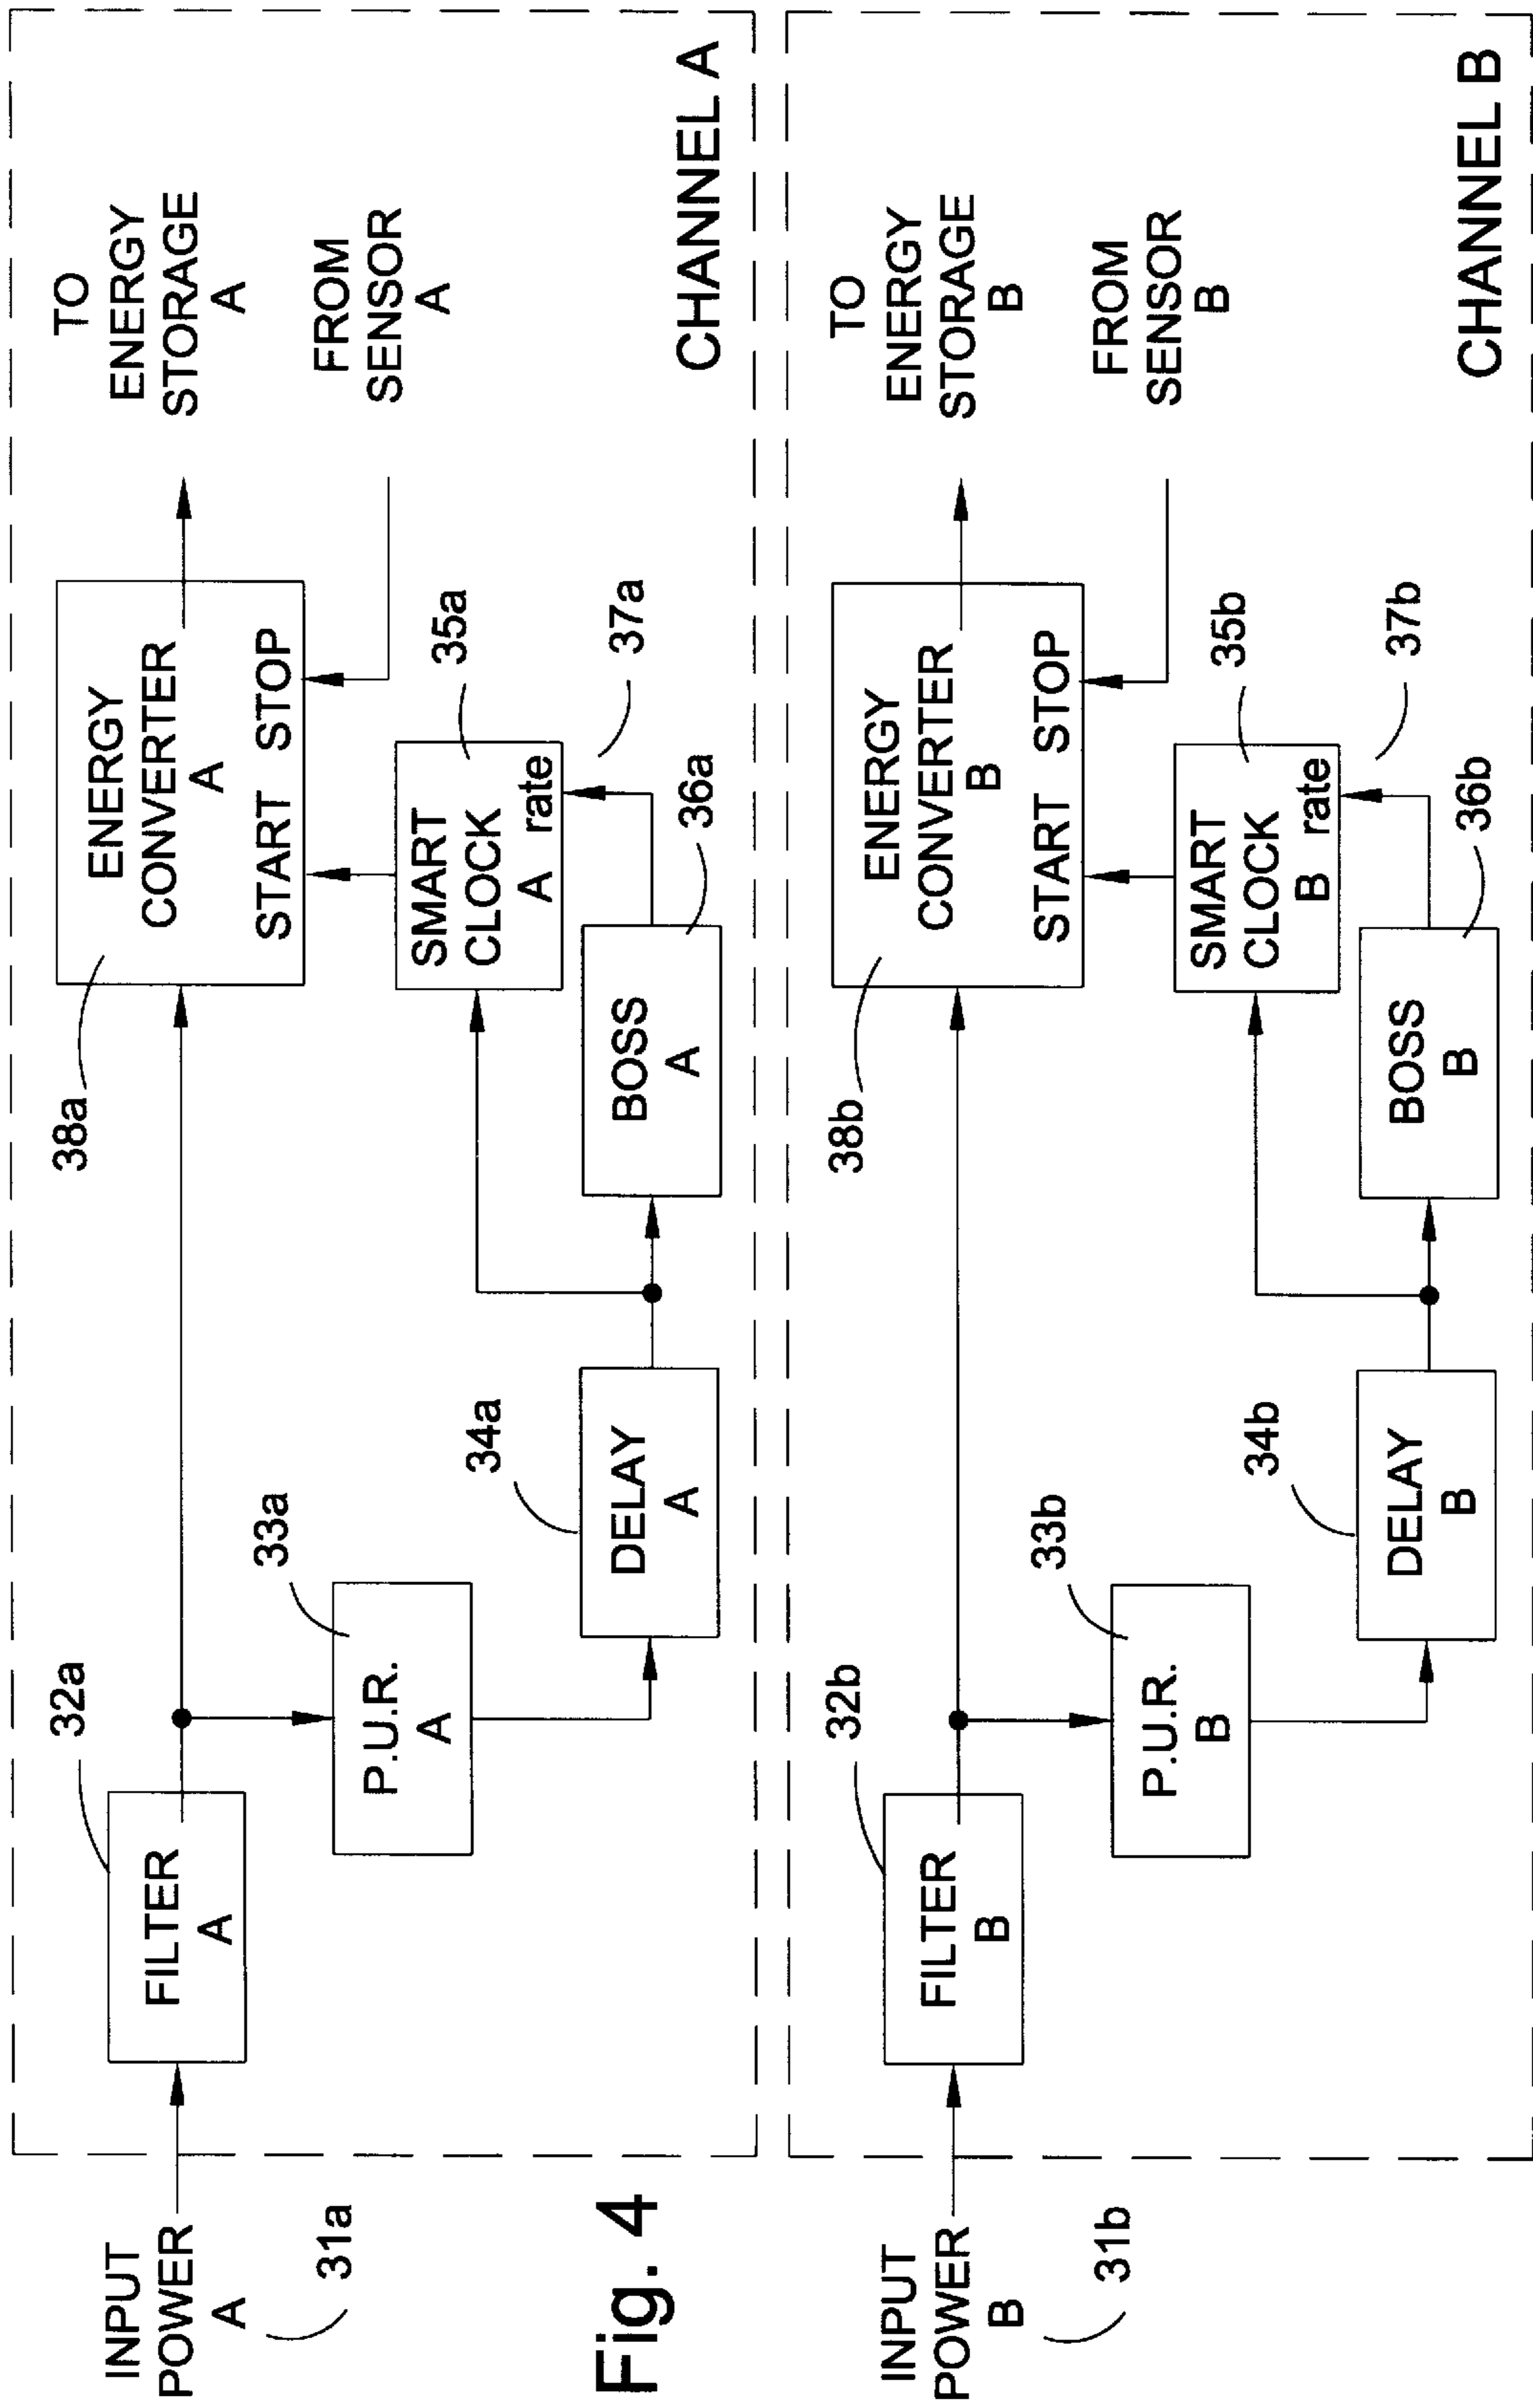 INPUT
POWER
A
31a
FILTER
A
32a
P.U.R.
A
33a
DELAY
A
34a
BOSS
A
36a
SMART
CLOCK
A rate
35a
37a
ENERGY
CONVERTER
A
START STOP
38a
TO
ENERGY
STORAGE
A
FROM
SENSOR
A
CHANNEL A
Fig. 4
INPUT
POWER
B
31b
FILTER
B
32b
P.U.R.
B
33b
DELAY
B
34b
BOSS
B
36b
SMART
CLOCK
B rate
35b
37b
ENERGY
CONVERTER
B
START STOP
38b
TO
ENERGY
STORAGE
B
FROM
SENSOR
B
CHANNEL B